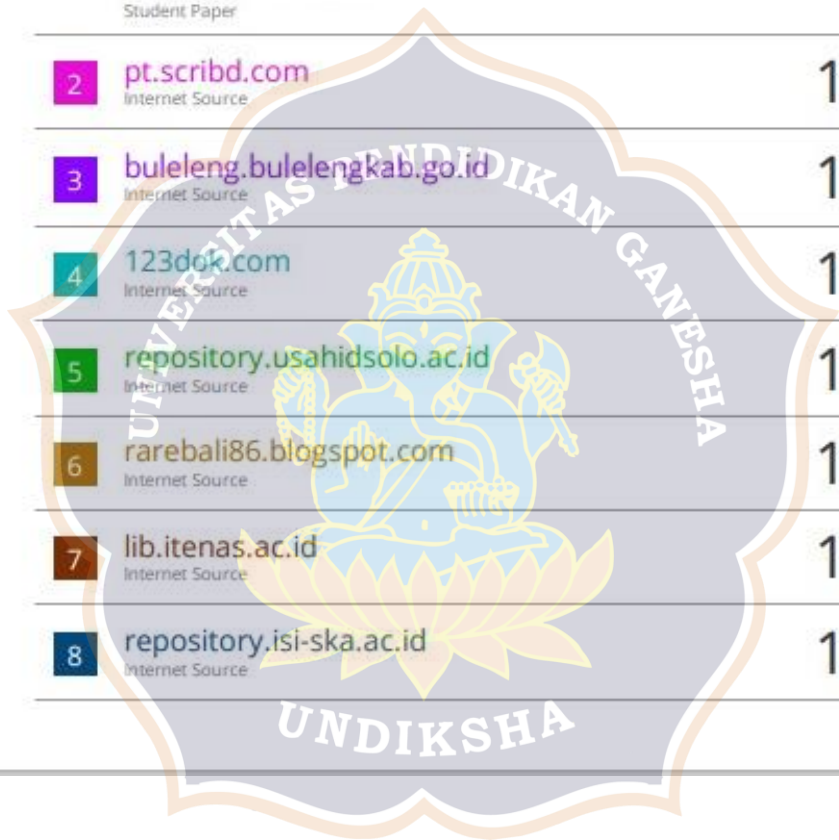 Student Paper
2 pt.scribd.com 1
Internet Source
3 buleleng.bulelengkab.go.id 1
Internet Source
4 123dok.com 1
Internet Source
5 repository.usahidsolo.ac.id 1
Internet Source
6 rarebali86.blogspot.com 1
Internet Source
7 lib.itenas.ac.id 1
Internet Source
8 repository.isi-ska.ac.id 1
Internet Source
UNIVERSITAS PENDIDIKAN GANESHA
UNDIKSHA